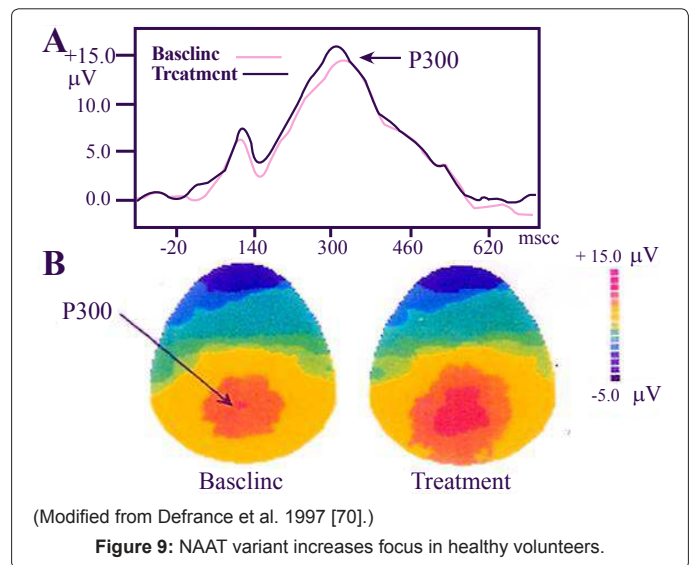 A
+15.0
μV
10.0
5.0
0.0
Basclinc
Trcatmcnt
P300
-20 140 300 460 620
mscc
B
P300
+ 15.0 μV
-5.0
μV
Basclinc Treatment
(Modified from Defrance et al. 1997 [70].)
Figure 9: NAAT variant increases focus in healthy volunteers.